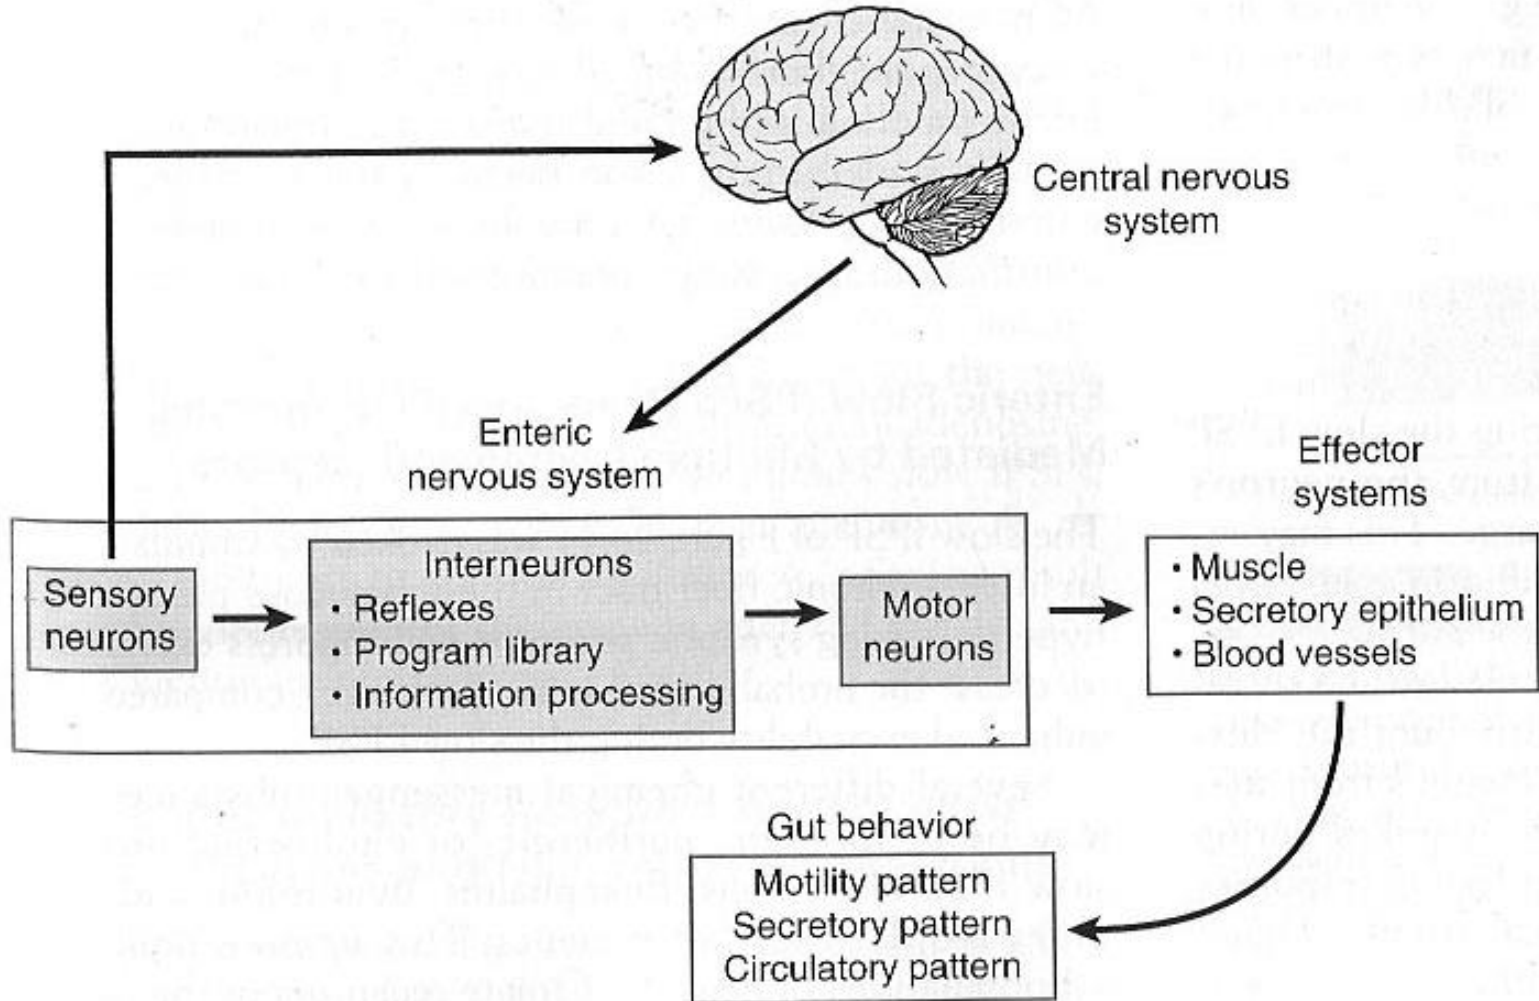 Central nervous
system
Enteric
nervous system
Effector
systems
Sensory
neurons
Interneurons
• Reflexes
• Program library
• Information processing
Motor
neurons
• Muscle
• Secretory epithelium
• Blood vessels
Gut behavior
Motility pattern
Secretory pattern
Circulatory pattern